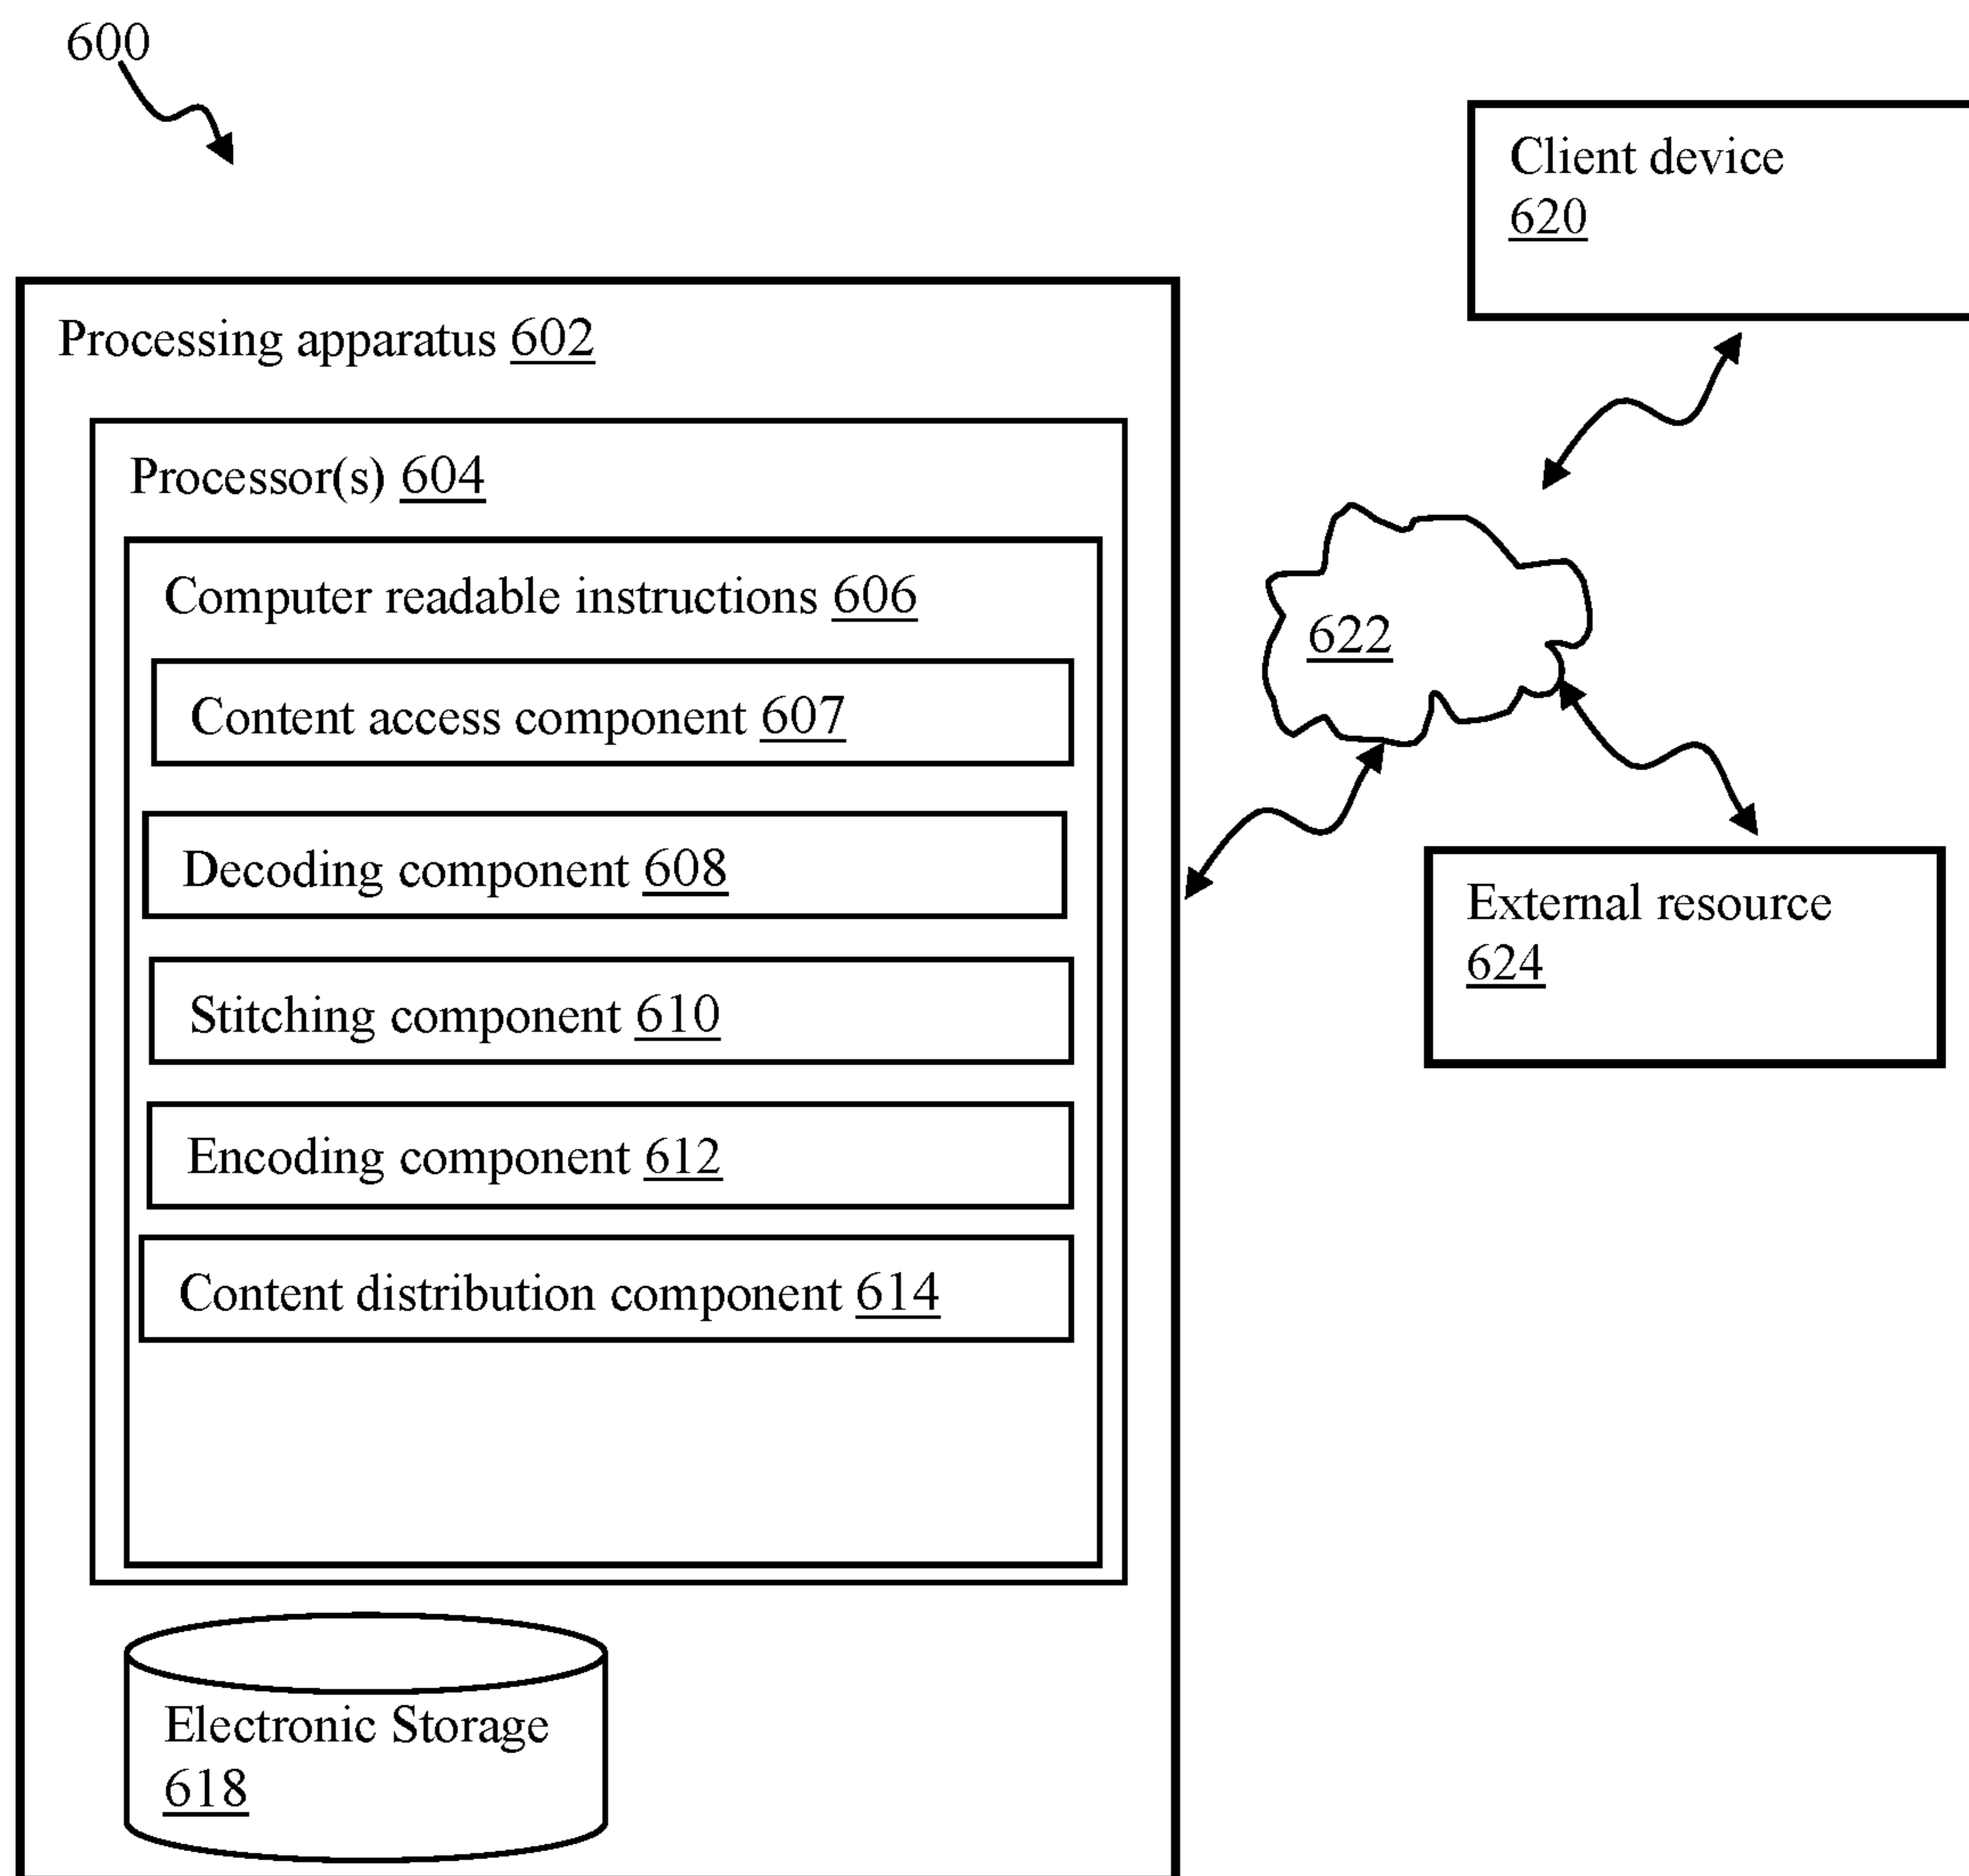 600
Client device
620
Processing apparatus 602
Processor(s) 604
Computer readable instructions 606
Content access component 607
Decoding component 608
Stitching component 610
Encoding component 612
Content distribution component 614
622
External resource
624
Electronic Storage
618